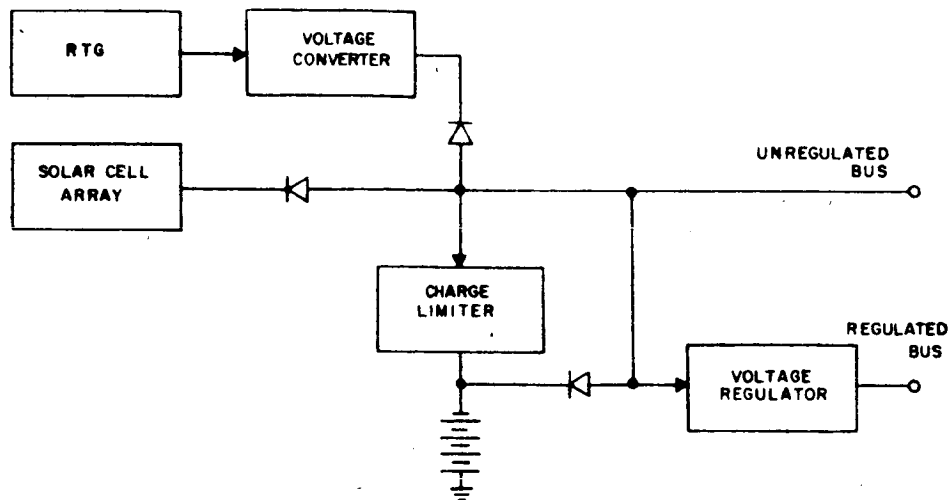 RTG
VOLTAGE
CONVERTER
SOLAR CELL
ARRAY
UNREGULATED
BUS
CHARGE
LIMITER
REGULATED
BUS
VOLTAGE
REGULATOR